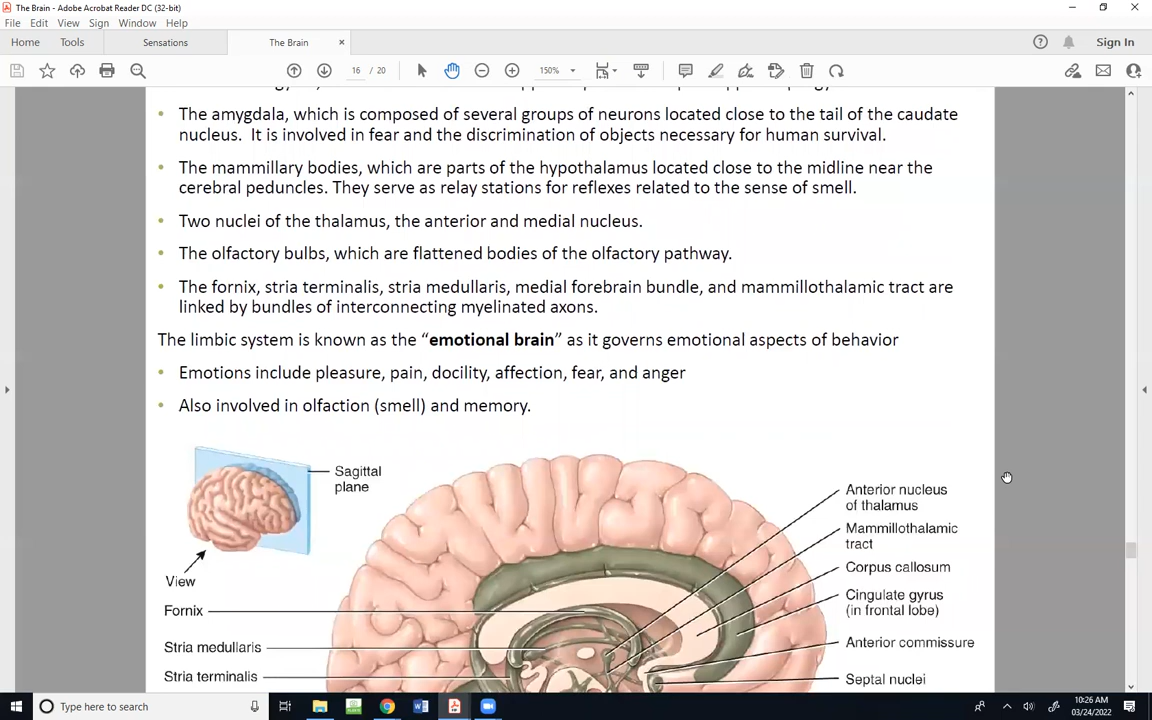 The Brain - Adobe Acrobat Reader DC (32-bit)
File Edit View Sign Window Help
Home Tools Sensations The Brain × Sign In
16 / 20 150%
• The amygdala, which is composed of several groups of neurons located close to the tail of the caudate
nucleus. It is involved in fear and the discrimination of objects necessary for human survival.
• The mammillary bodies, which are parts of the hypothalamus located close to the midline near the
cerebral peduncles. They serve as relay stations for reflexes related to the sense of smell.
• Two nuclei of the thalamus, the anterior and medial nucleus.
• The olfactory bulbs, which are flattened bodies of the olfactory pathway.
• The fornix, stria terminalis, stria medullaris, medial forebrain bundle, and mammillothalamic tract are
linked by bundles of interconnecting myelinated axons.
The limbic system is known as the “emotional brain” as it governs emotional aspects of behavior
• Emotions include pleasure, pain, docility, affection, fear, and anger
• Also involved in olfaction (smell) and memory.
Sagittal
plane
View
Fornix
Stria medullaris
Stria terminalis
Anterior nucleus
of thalamus
Mammillothalamic
tract
Corpus callosum
Cingulate gyrus
(in frontal lobe)
Anterior commissure
Septal nuclei
Type here to search
10:26 AM
03/24/2022